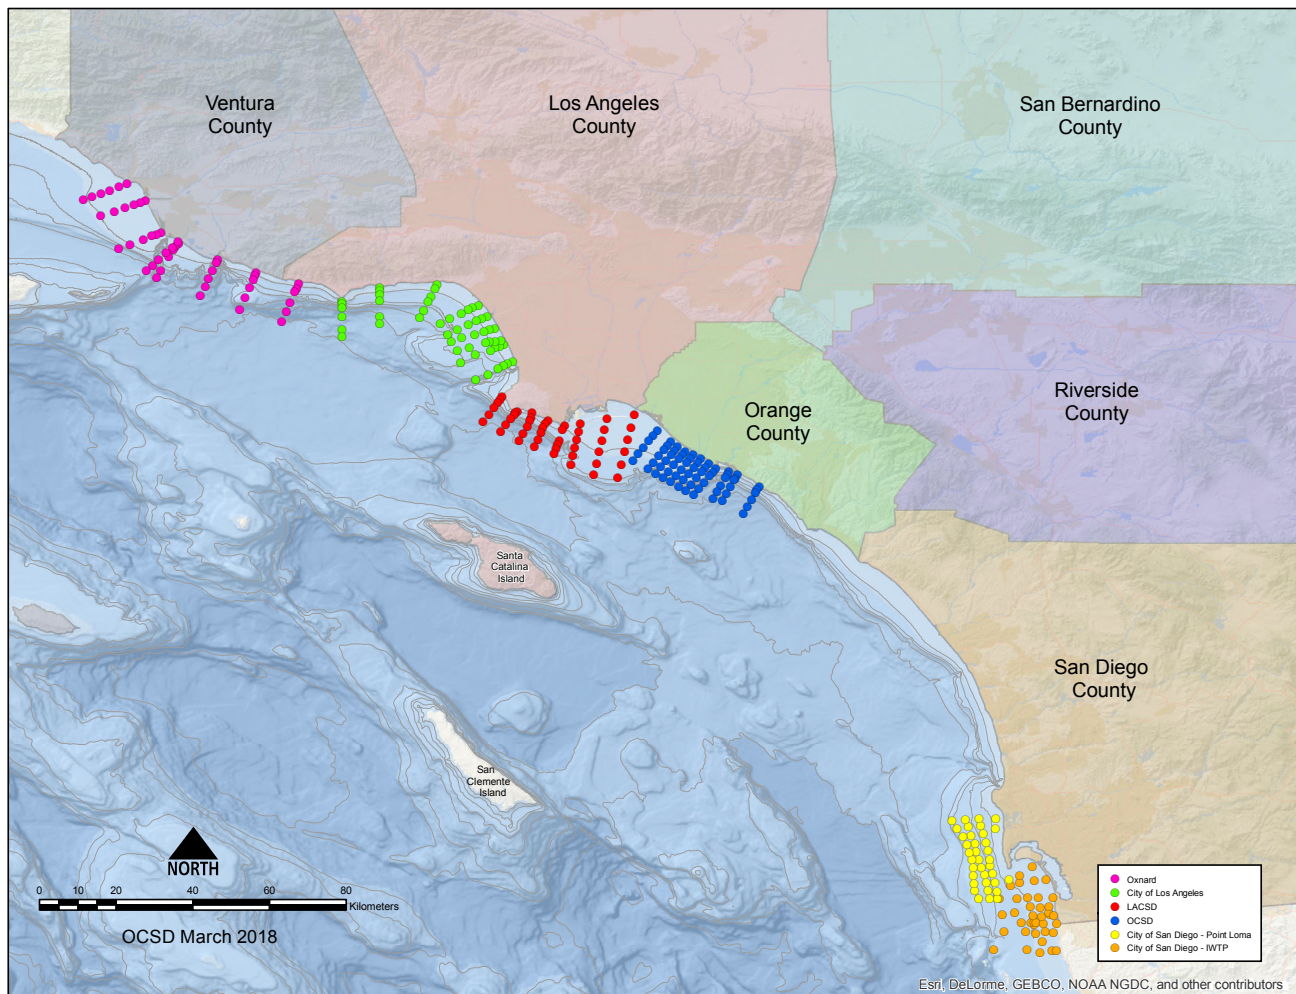 Ventura
County
Los Angeles
County
San Bernardino
County
Orange
County
Riverside
County
Santa
Catalina
Island
San Diego
County
San
Clemente
Island
NORTH
0 10 20 40 60 80
Kilometers
OCSD March 2018
Oxnard
City of Los Angeles
LACSD
OCSD
City of San Diego - Point Loma
City of San Diego - IWTP
Esri, DeLorme, GEBCO, NOAA NGDC, and other contributors